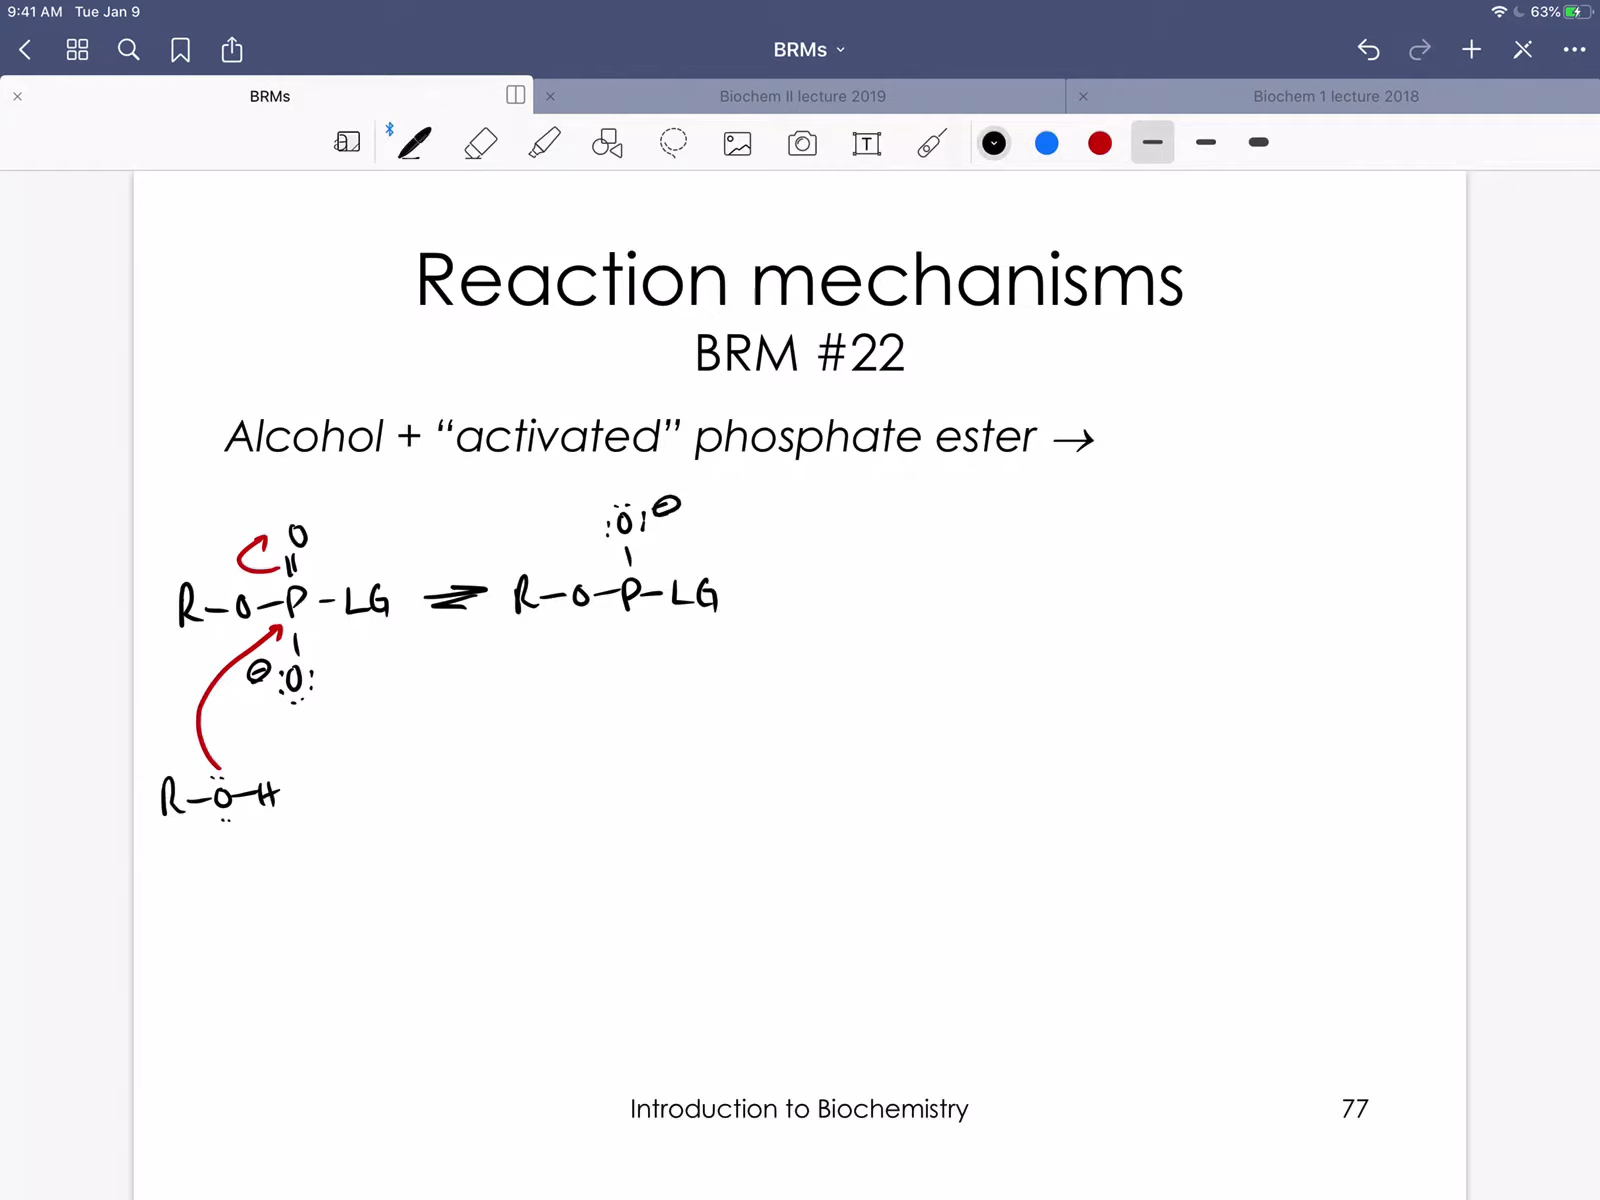 9:41 AM Tue Jan 9
63%
BRMs
BRMs
Biochem II lecture 2019
Biochem 1 lecture 2018
a
T
Reaction mechanisms
BRM #22
Alcohol + “activated” phosphate ester →
O
:Ö: ⊖
||
|
R-O-P-LG ⇌ R-O-P-LG
|
⊖ :O:
R-O-H
Introduction to Biochemistry
77